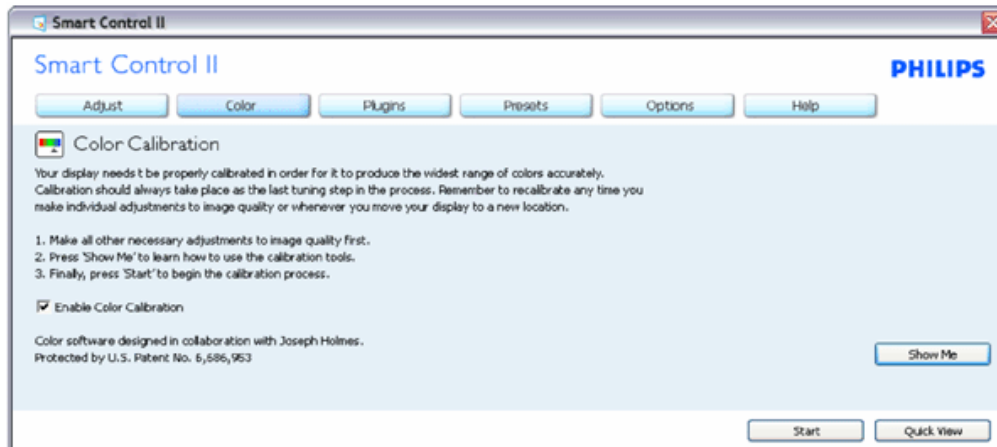 Smart Control II
Smart Control II
PHILIPS
Adjust Color Plugins Presets Options Help
Color Calibration
Your display needs t be properly calibrated in order for it to produce the widest range of colors accurately.
Calibration should always take place as the last tuning step in the process. Remember to recalibrate any time you
make individual adjustments to image quality or whenever you move your display to a new location.
1. Make all other necessary adjustments to image quality first.
2. Press 'Show Me' to learn how to use the calibration tools.
3. Finally, press 'Start' to begin the calibration process.
Enable Color Calibration
Color software designed in collaboration with Joseph Holmes.
Protected by U.S. Patent No. 6,686,953
Show Me
Start Quick View